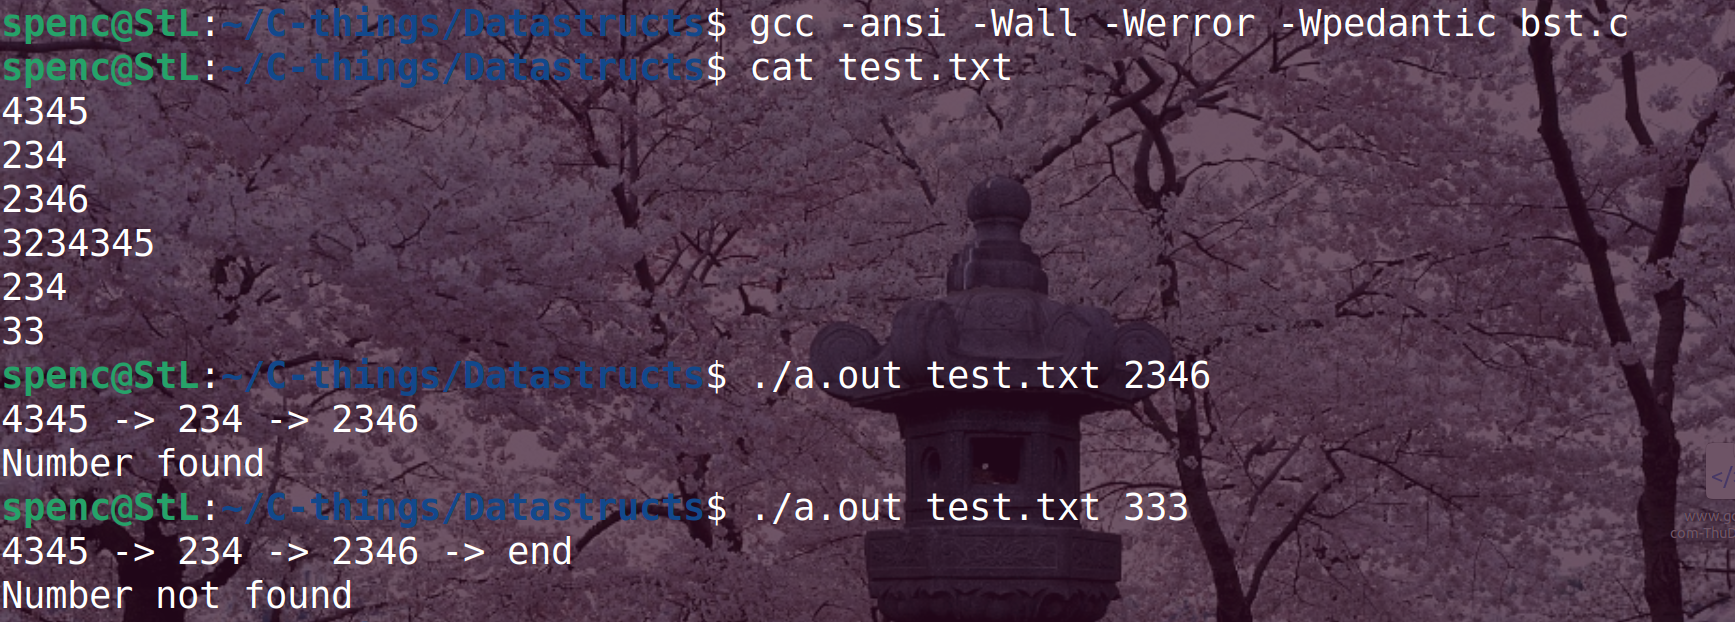 spenc@StL:~/C-things/Datastructs$ gcc -ansi -Wall -Werror -Wpedantic bst.c
spenc@StL:~/C-things/Datastructs$ cat test.txt
4345
234
2346
3234345
234
33
spenc@StL:~/C-things/Datastructs$ ./a.out test.txt 2346
4345 -> 234 -> 2346
Number found
spenc@StL:~/C-things/Datastructs$ ./a.out test.txt 333
4345 -> 234 -> 2346 -> end
Number not found